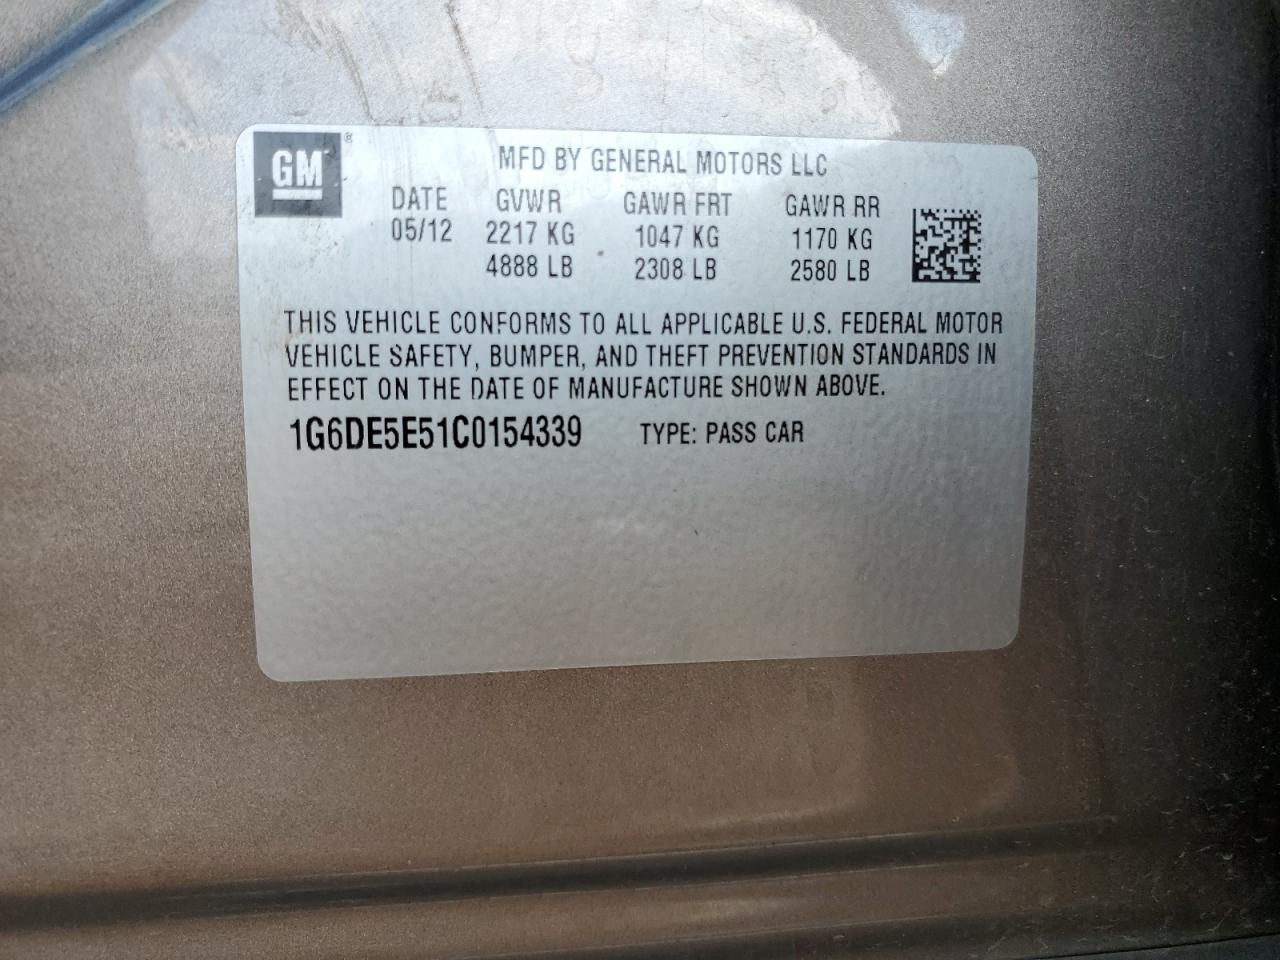 GM®
MFD BY GENERAL MOTORS LLC
DATE GVWR GAWR FRT GAWR RR
05/12 2217 KG 1047 KG 1170 KG
4888 LB 2308 LB 2580 LB
THIS VEHICLE CONFORMS TO ALL APPLICABLE U.S. FEDERAL MOTOR
VEHICLE SAFETY, BUMPER, AND THEFT PREVENTION STANDARDS IN
EFFECT ON THE DATE OF MANUFACTURE SHOWN ABOVE.
1G6DE5E51C0154339 TYPE: PASS CAR